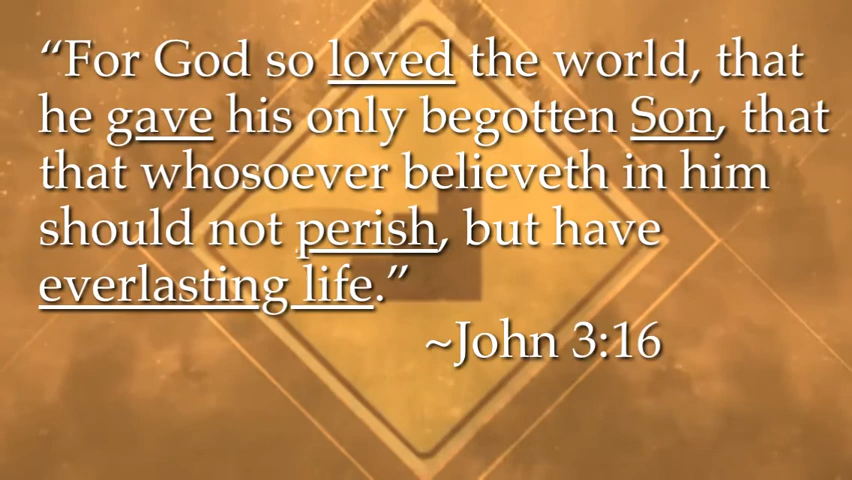 “For God so loved the world, that
he gave his only begotten Son, that
that whosoever believeth in him
should not perish, but have
everlasting life.”
~John 3:16